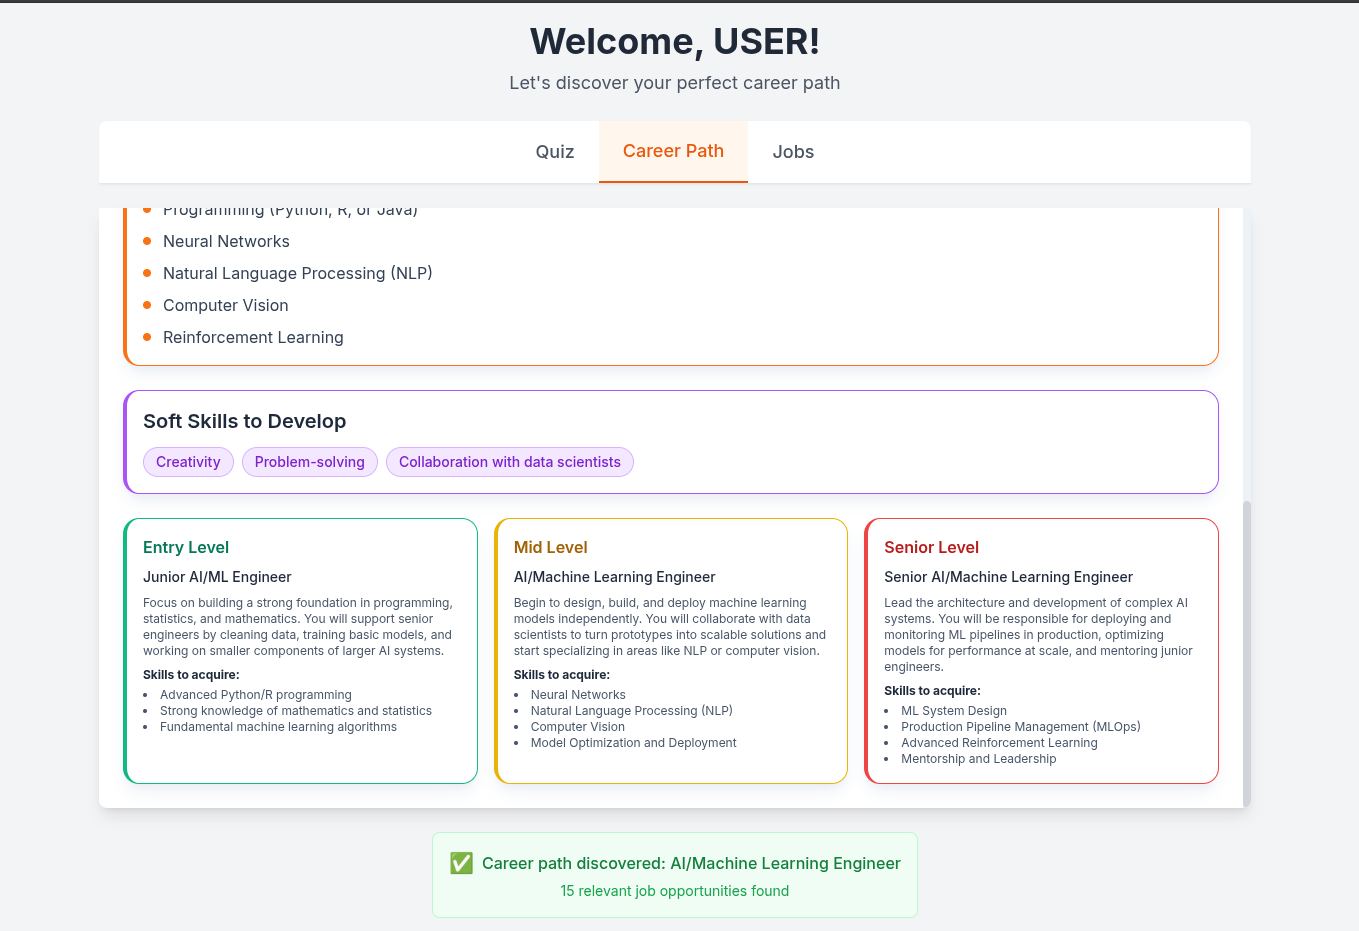 Welcome, USER!
Let's discover your perfect career path
Quiz
Career Path
Jobs
Programming (Python, R, or Java)
Neural Networks
Natural Language Processing (NLP)
Computer Vision
Reinforcement Learning
Soft Skills to Develop
Creativity
Problem-solving
Collaboration with data scientists
Entry Level
Junior AI/ML Engineer
Focus on building a strong foundation in programming,
statistics, and mathematics. You will support senior
engineers by cleaning data, training basic models, and
working on smaller components of larger AI systems.
Skills to acquire:
Advanced Python/R programming
Strong knowledge of mathematics and statistics
Fundamental machine learning algorithms
Mid Level
AI/Machine Learning Engineer
Begin to design, build, and deploy machine learning
models independently. You will collaborate with data
scientists to turn prototypes into scalable solutions and
start specializing in areas like NLP or computer vision.
Skills to acquire:
Neural Networks
Natural Language Processing (NLP)
Computer Vision
Model Optimization and Deployment
Senior Level
Senior AI/Machine Learning Engineer
Lead the architecture and development of complex AI
systems. You will be responsible for deploying and
monitoring ML pipelines in production, optimizing
models for performance at scale, and mentoring junior
engineers.
Skills to acquire:
ML System Design
Production Pipeline Management (MLOps)
Advanced Reinforcement Learning
Mentorship and Leadership
Career path discovered: AI/Machine Learning Engineer
15 relevant job opportunities found